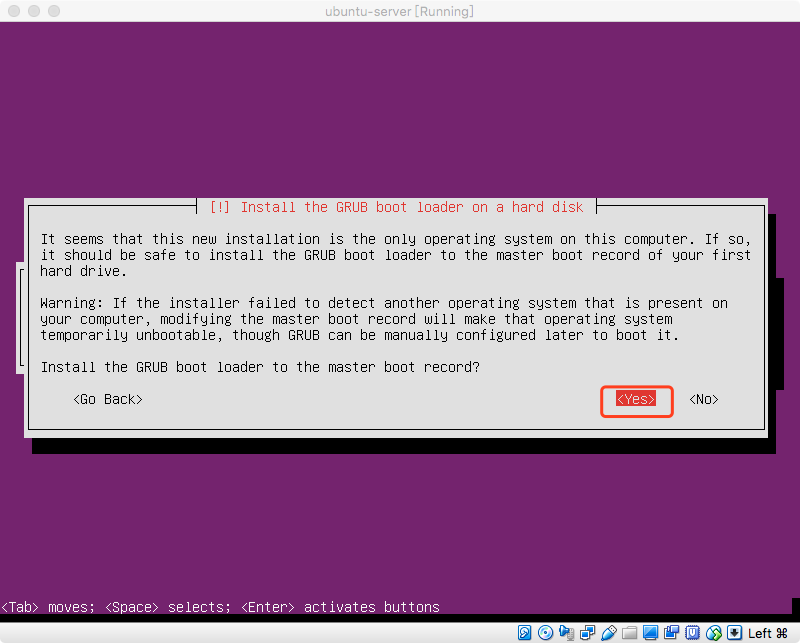 ubuntu-server [Running]
[!] Install the GRUB boot loader on a hard disk
It seems that this new installation is the only operating system on this computer. If so,
it should be safe to install the GRUB boot loader to the master boot record of your first
hard drive.
Warning: If the installer failed to detect another operating system that is present on
your computer, modifying the master boot record will make that operating system
temporarily unbootable, though GRUB can be manually configured later to boot it.
Install the GRUB boot loader to the master boot record?
<Go Back> <Yes> <No>
<Tab> moves; <Space> selects; <Enter> activates buttons
Left ⌘